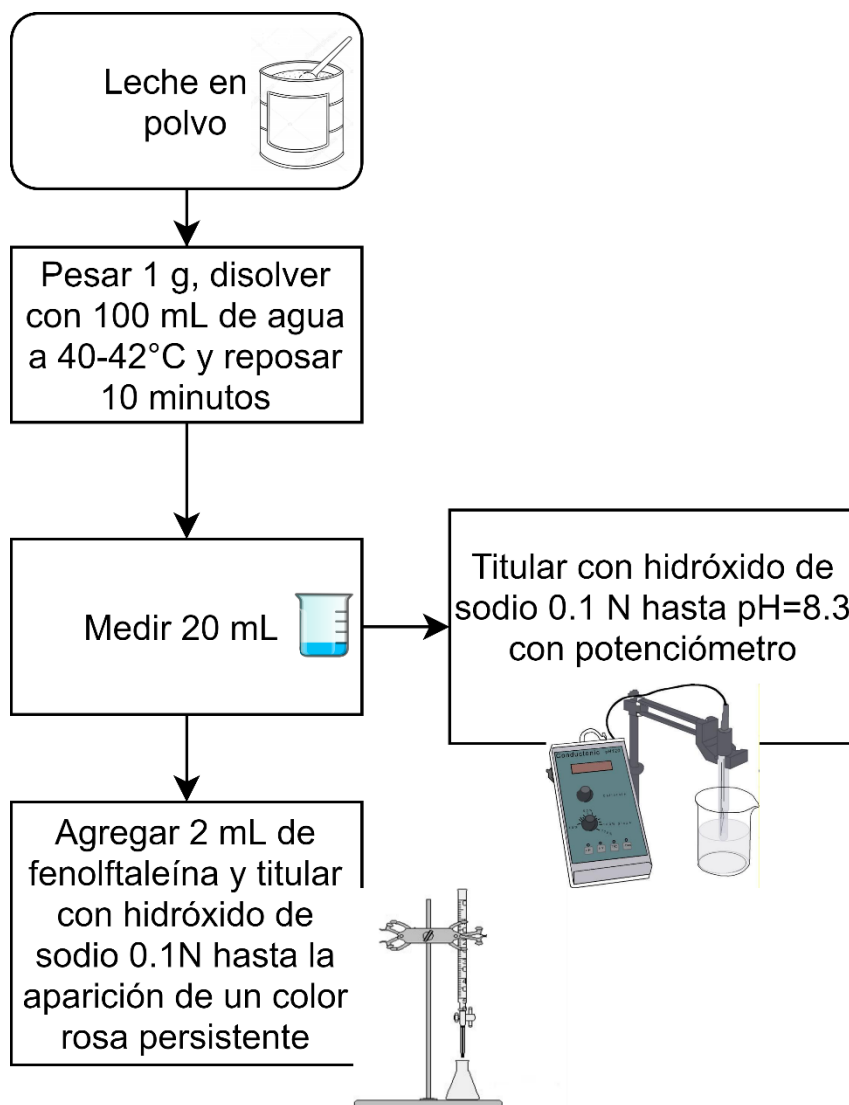 Leche en
polvo
Pesar 1 g, disolver
con 100 mL de agua
a 40-42°C y reposar
10 minutos
Medir 20 mL
Titular con hidróxido de
sodio 0.1 N hasta pH=8.3
con potenciómetro
Agregar 2 mL de
fenolftaleína y titular
con hidróxido de
sodio 0.1N hasta la
aparición de un color
rosa persistente